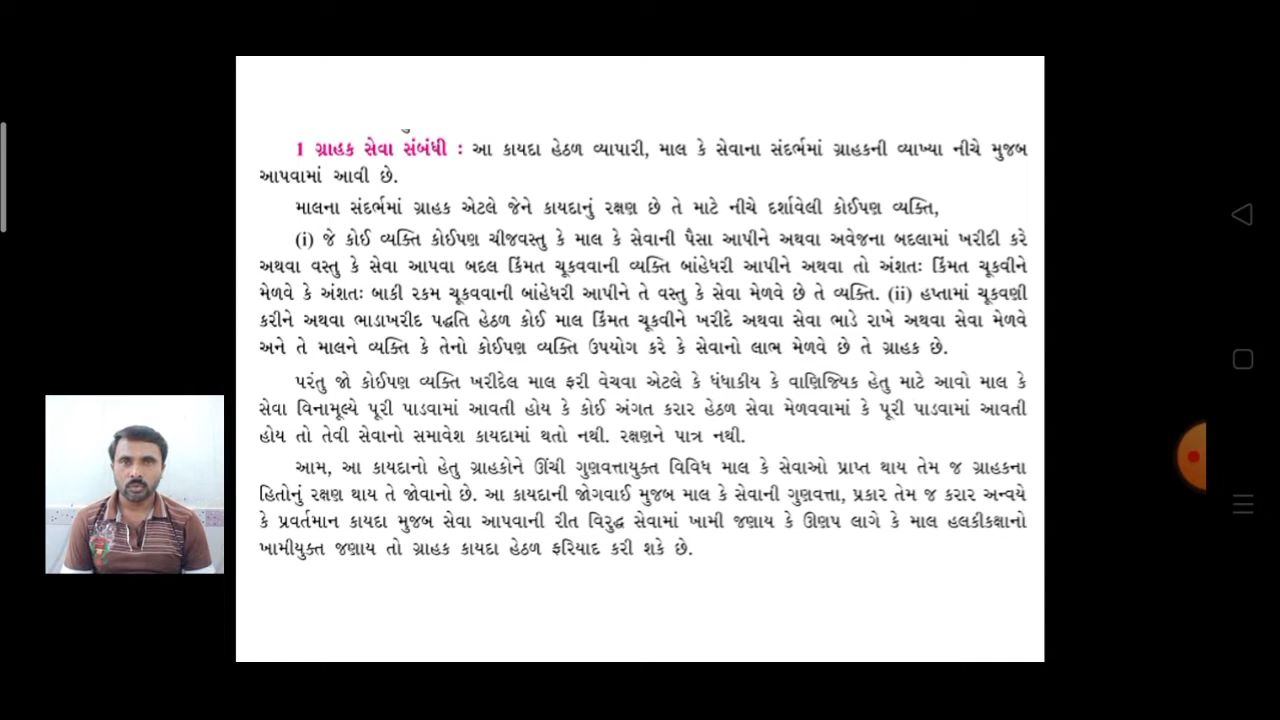 1 ગ્રાહક સેવા સંબંધી : આ કાયદા હેઠળ વ્યાપારી, માલ કે સેવાના સંદર્ભમાં ગ્રાહકની વ્યાખ્યા નીચે મુજબ
આપવામાં આવી છે.
માલના સંદર્ભમાં ગ્રાહક એટલે જેને કાયદાનું રક્ષણ છે તે માટે નીચે દર્શાવેલી કોઈપણ વ્યક્તિ,
(i) જે કોઈ વ્યક્તિ કોઈપણ ચીજવસ્તુ કે માલ કે સેવાની પૈસા આપીને અથવા અવેજના બદલામાં ખરીદી કરે
અથવા વસ્તુ કે સેવા આપવા બદલ કિંમત ચૂકવવાની વ્યક્તિ બાંહેધરી આપીને અથવા તો અંશતઃ કિંમત ચૂકવીને
મેળવે કે અંશતઃ બાકી રકમ ચૂકવવાની બાંહેધરી આપીને તે વસ્તુ કે સેવા મેળવે છે તે વ્યક્તિ. (ii) હપ્તામાં ચૂકવણી
કરીને અથવા ભાડાખરીદ પદ્ધતિ હેઠળ કોઈ માલ કિંમત ચૂકવીને ખરીદે અથવા સેવા ભાડે રાખે અથવા સેવા મેળવે
અને તે માલને વ્યક્તિ કે તેનો કોઈપણ વ્યક્તિ ઉપયોગ કરે કે સેવાનો લાભ મેળવે છે તે ગ્રાહક છે.
પરંતુ જો કોઈપણ વ્યક્તિ ખરીદેલ માલ ફરી વેચવા એટલે કે ધંધાકીય કે વાણિજ્યિક હેતુ માટે આવો માલ કે
સેવા વિનામૂલ્યે પૂરી પાડવામાં આવતી હોય કે કોઈ અંગત કરાર હેઠળ સેવા મેળવવામાં કે પૂરી પાડવામાં આવતી
હોય તો તેવી સેવાનો સમાવેશ કાયદામાં થતો નથી. રક્ષણને પાત્ર નથી.
આમ, આ કાયદાનો હેતુ ગ્રાહકોને ઊંચી ગુણવત્તાયુક્ત વિવિધ માલ કે સેવાઓ પ્રાપ્ત થાય તેમ જ ગ્રાહકના
હિતોનું રક્ષણ થાય તે જોવાનો છે. આ કાયદાની જોગવાઈ મુજબ માલ કે સેવાની ગુણવત્તા, પ્રકાર તેમ જ કરાર અન્વયે
કે પ્રવર્તમાન કાયદા મુજબ સેવા આપવાની રીત વિરુદ્ધ સેવામાં ખામી જણાય કે ઊણપ લાગે કે માલ હલકીકક્ષાનો
ખામીયુક્ત જણાય તો ગ્રાહક કાયદા હેઠળ ફરિયાદ કરી શકે છે.